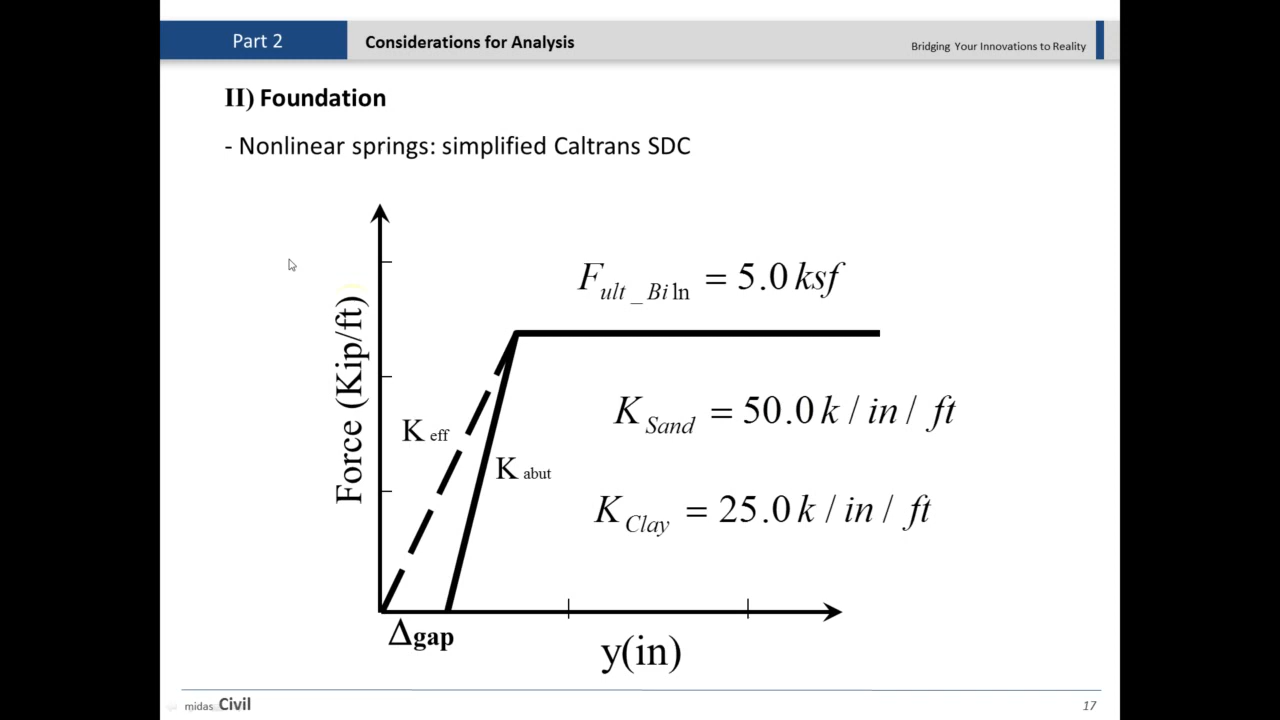 Part 2
Considerations for Analysis
Bridging Your Innovations to Reality
II) Foundation
- Nonlinear springs: simplified Caltrans SDC
Force (Kip/ft)
F ult _ Bi ln = 5.0 ksf
K eff
K Sand = 50.0 k / in / ft
K abut
K Clay = 25.0 k / in / ft
Δgap
y(in)
midas Civil
17